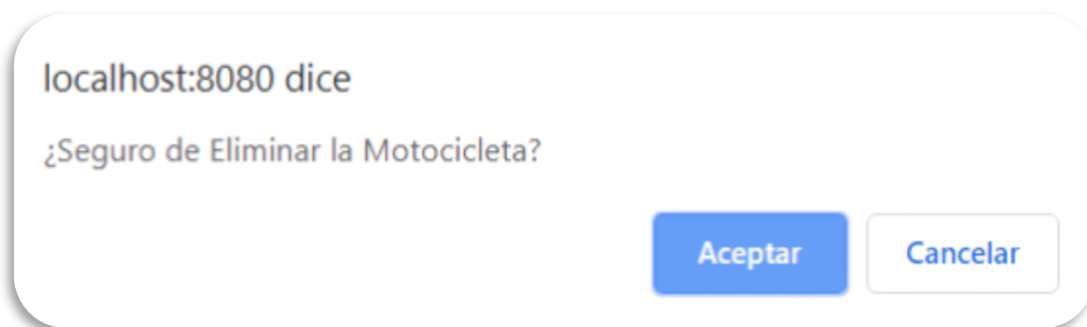 localhost:8080 dice
¿Seguro de Eliminar la Motocicleta?
Aceptar Cancelar